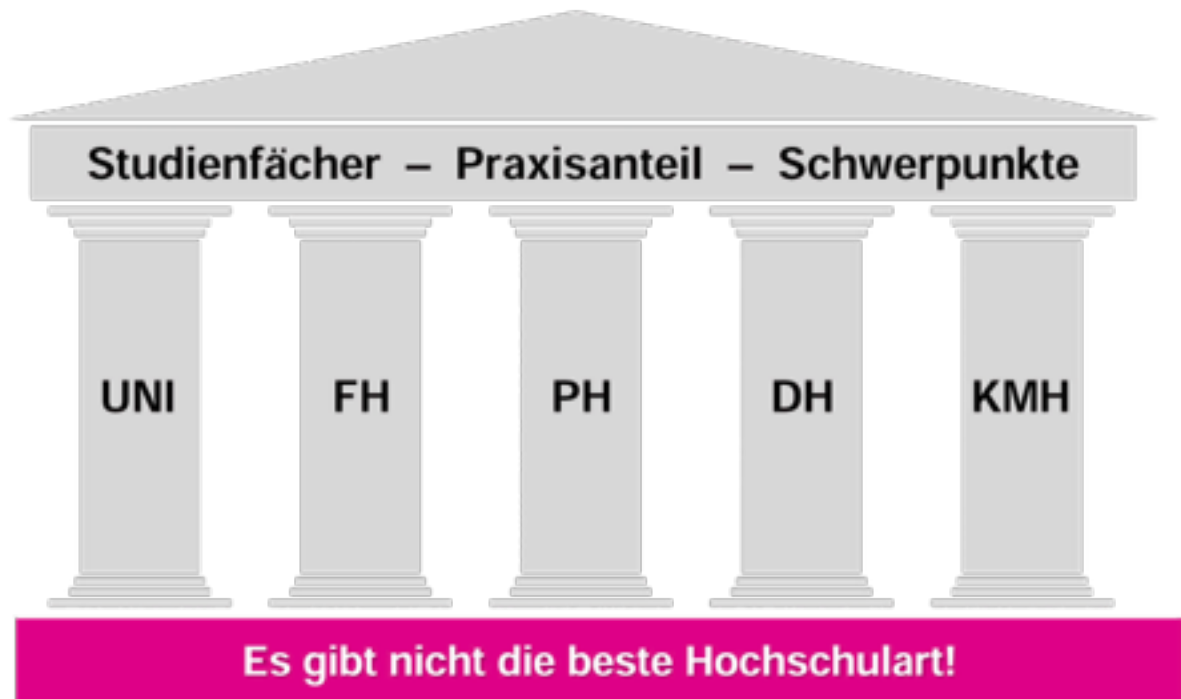 Studienfächer – Praxisanteil – Schwerpunkte
UNI FH PH DH KMH
Es gibt nicht die beste Hochschulart!